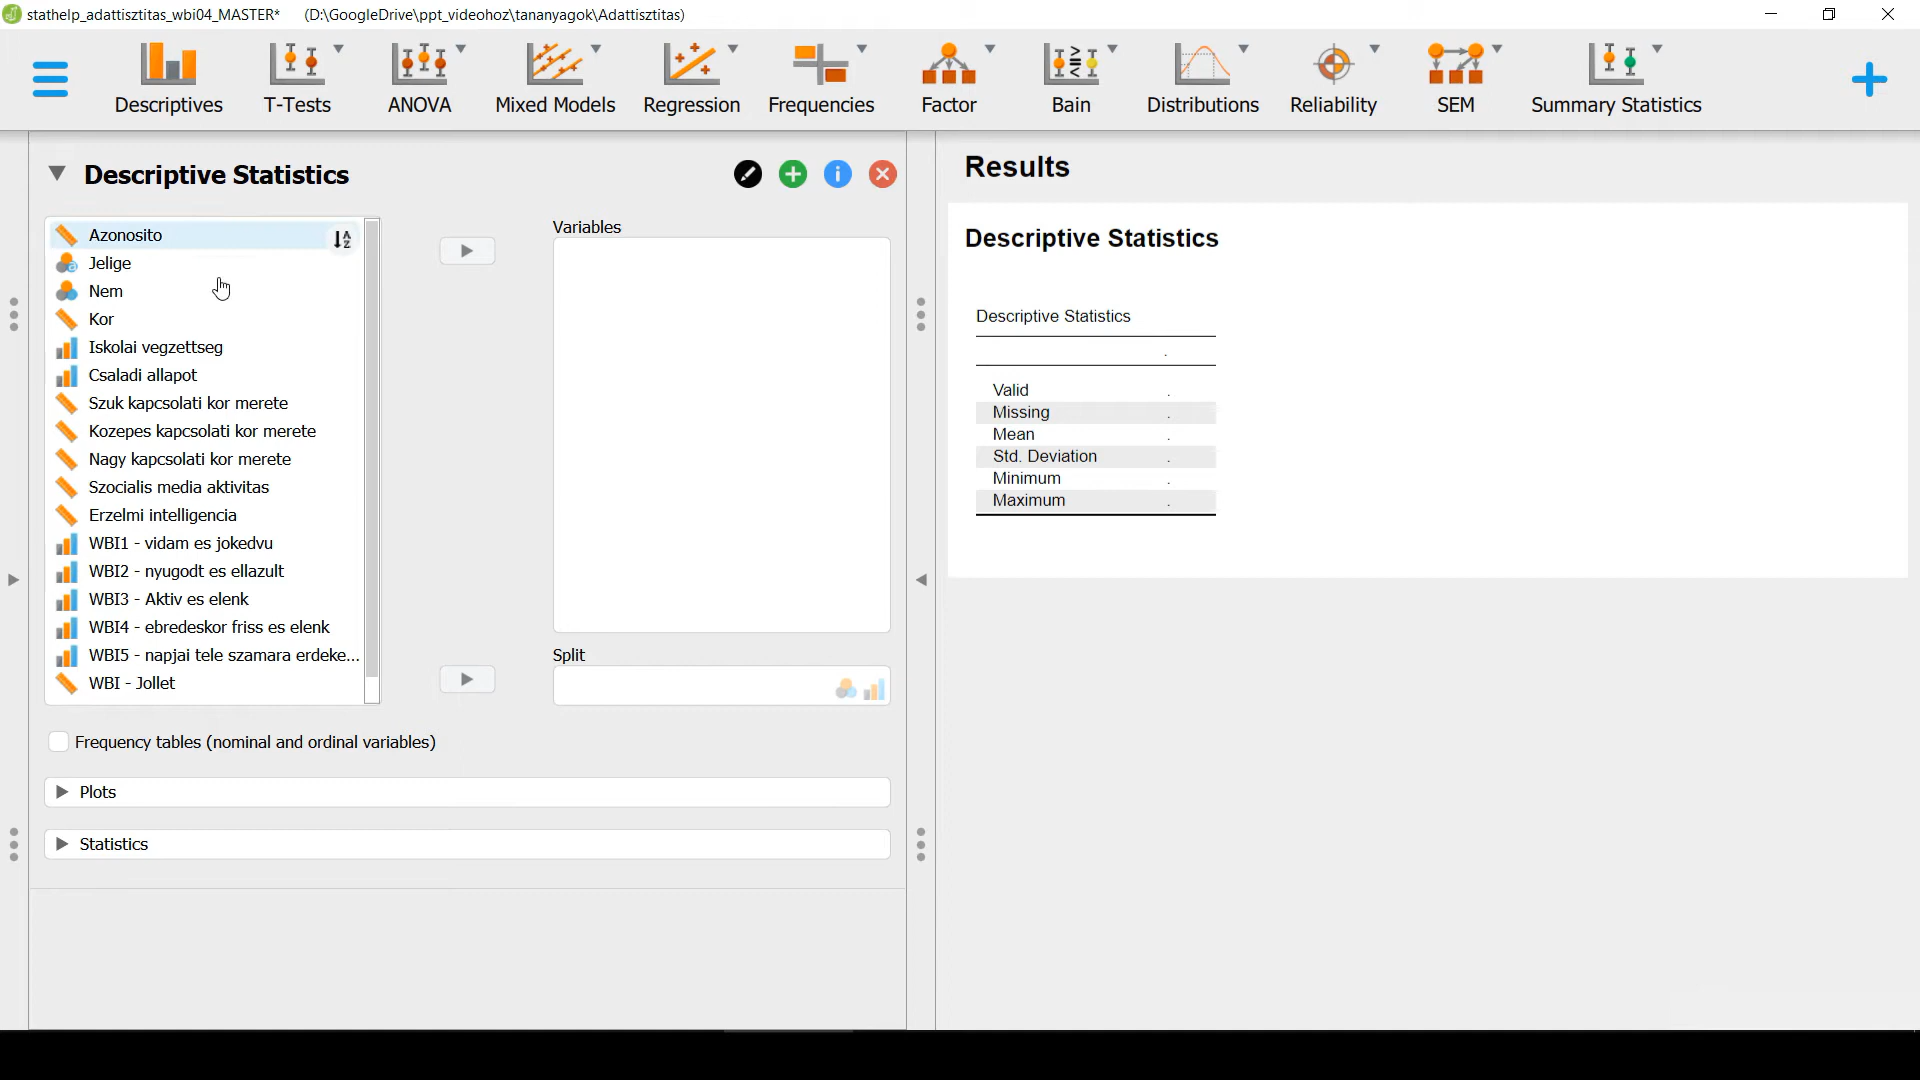 stathelp_adattisztitas_wbi04_MASTER* (D:\GoogleDrive\ppt_videohoz\tananyagok\Adattisztitas)
Descriptives T-Tests ANOVA Mixed Models Regression Frequencies Factor Bain Distributions Reliability SEM Summary Statistics
Descriptive Statistics
Azonosito
Jelige
Nem
Kor
Iskolai vegzettseg
Csaladi allapot
Szuk kapcsolati kor merete
Kozepes kapcsolati kor merete
Nagy kapcsolati kor merete
Szocialis media aktivitas
Erzelmi intelligencia
WBI1 - vidam es jokedvu
WBI2 - nyugodt es ellazult
WBI3 - Aktiv es elenk
WBI4 - ebredeskor friss es elenk
WBI5 - napjai tele szamara erdeke...
WBI - Jollet
Variables
Split
Frequency tables (nominal and ordinal variables)
Plots
Statistics
Results
Descriptive Statistics
Descriptive Statistics
.
Valid .
Missing .
Mean .
Std. Deviation .
Minimum .
Maximum .